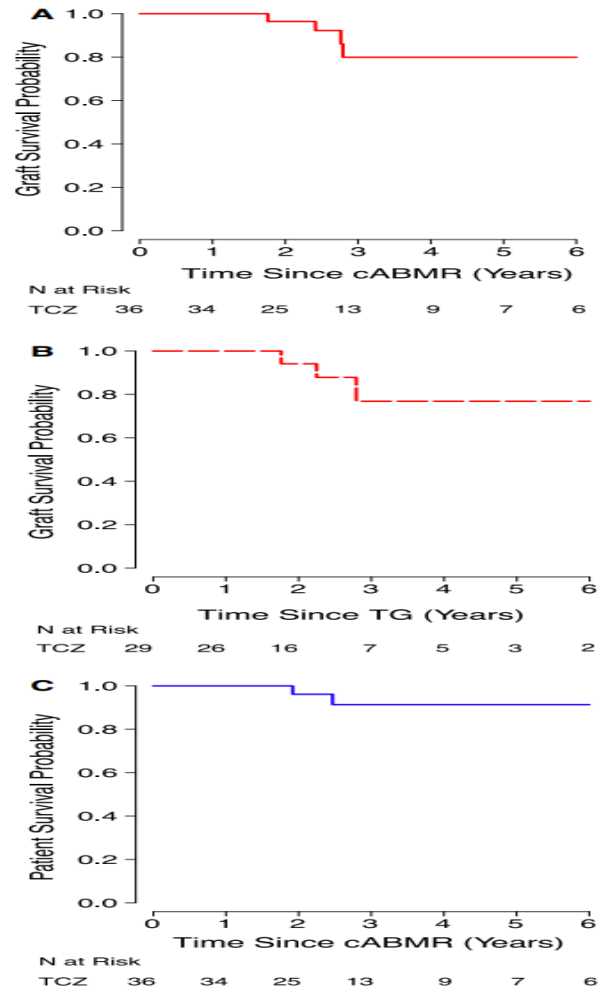 A
Graft Survival Probability
1.0
0.8
0.6
0.4
0.2
0.0
0 1 2 3 4 5 6
Time Since cABMR (Years)
N at Risk
TCZ 36 34 25 13 9 7 6
B
Graft Survival Probability
1.0
0.8
0.6
0.4
0.2
0.0
0 1 2 3 4 5 6
Time Since TG (Years)
N at Risk
TCZ 29 26 16 7 5 3 2
C
Patient Survival Probability
1.0
0.8
0.6
0.4
0.2
0.0
0 1 2 3 4 5 6
Time Since cABMR (Years)
N at Risk
TCZ 36 34 25 13 9 7 6